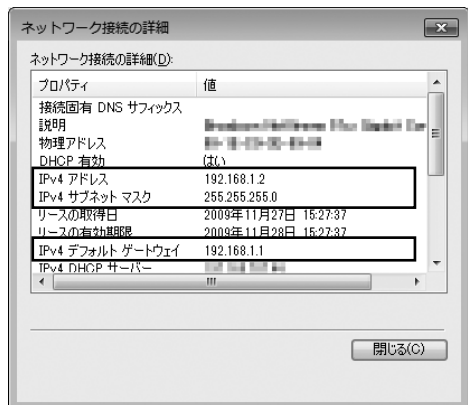 ネットワーク接続の詳細
ネットワーク接続の詳細(D):
プロパティ 値
接続固有 DNS サフィックス
説明
物理アドレス
DHCP 有効 はい
IPv4 アドレス 192.168.1.2
IPv4 サブネット マスク 255.255.255.0
リースの取得日 2009年11月27日 15:27:37
リースの有効期限 2009年11月28日 15:27:37
IPv4 デフォルト ゲートウェイ 192.168.1.1
IPv4 DHCP サーバー
閉じる(C)